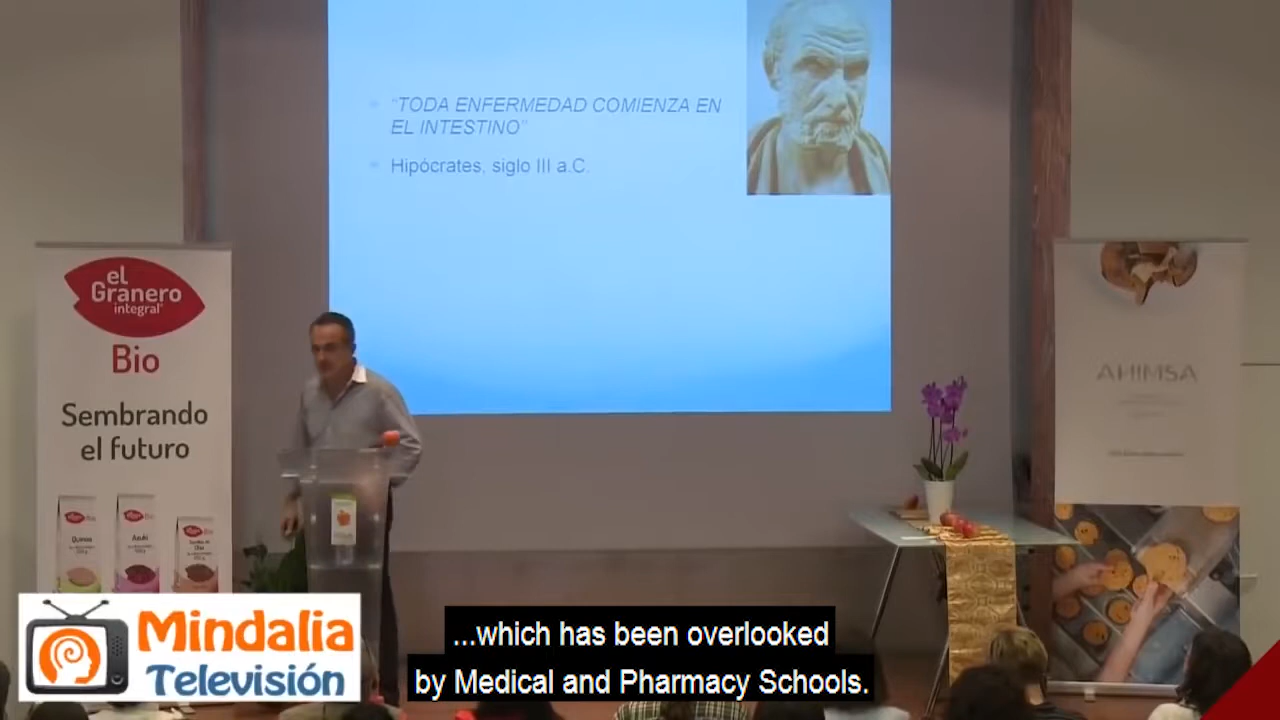 "TODA ENFERMEDAD COMIENZA EN
EL INTESTINO"
Hipócrates, siglo III a.C.
el
Granero
integral
Bio
Sembrando
el futuro
Quinoa
Azuki
AHIMSA
Mindalia
Televisión
...which has been overlooked
by Medical and Pharmacy Schools.